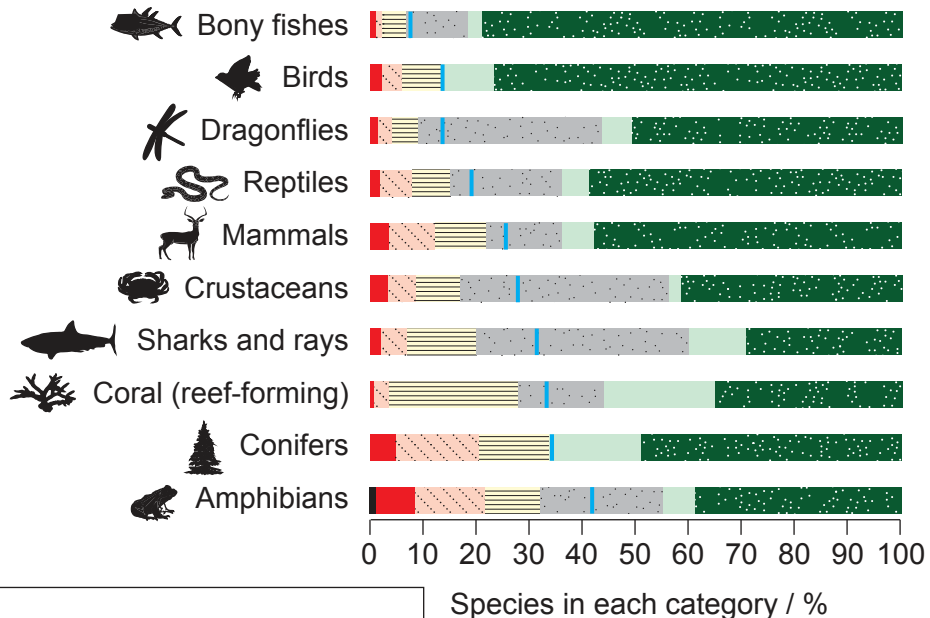 Bony fishes
Birds
Dragonflies
Reptiles
Mammals
Crustaceans
Sharks and rays
Coral (reef-forming)
Conifers
Amphibians
0 10 20 30 40 50 60 70 80 90 100
Species in each category / %